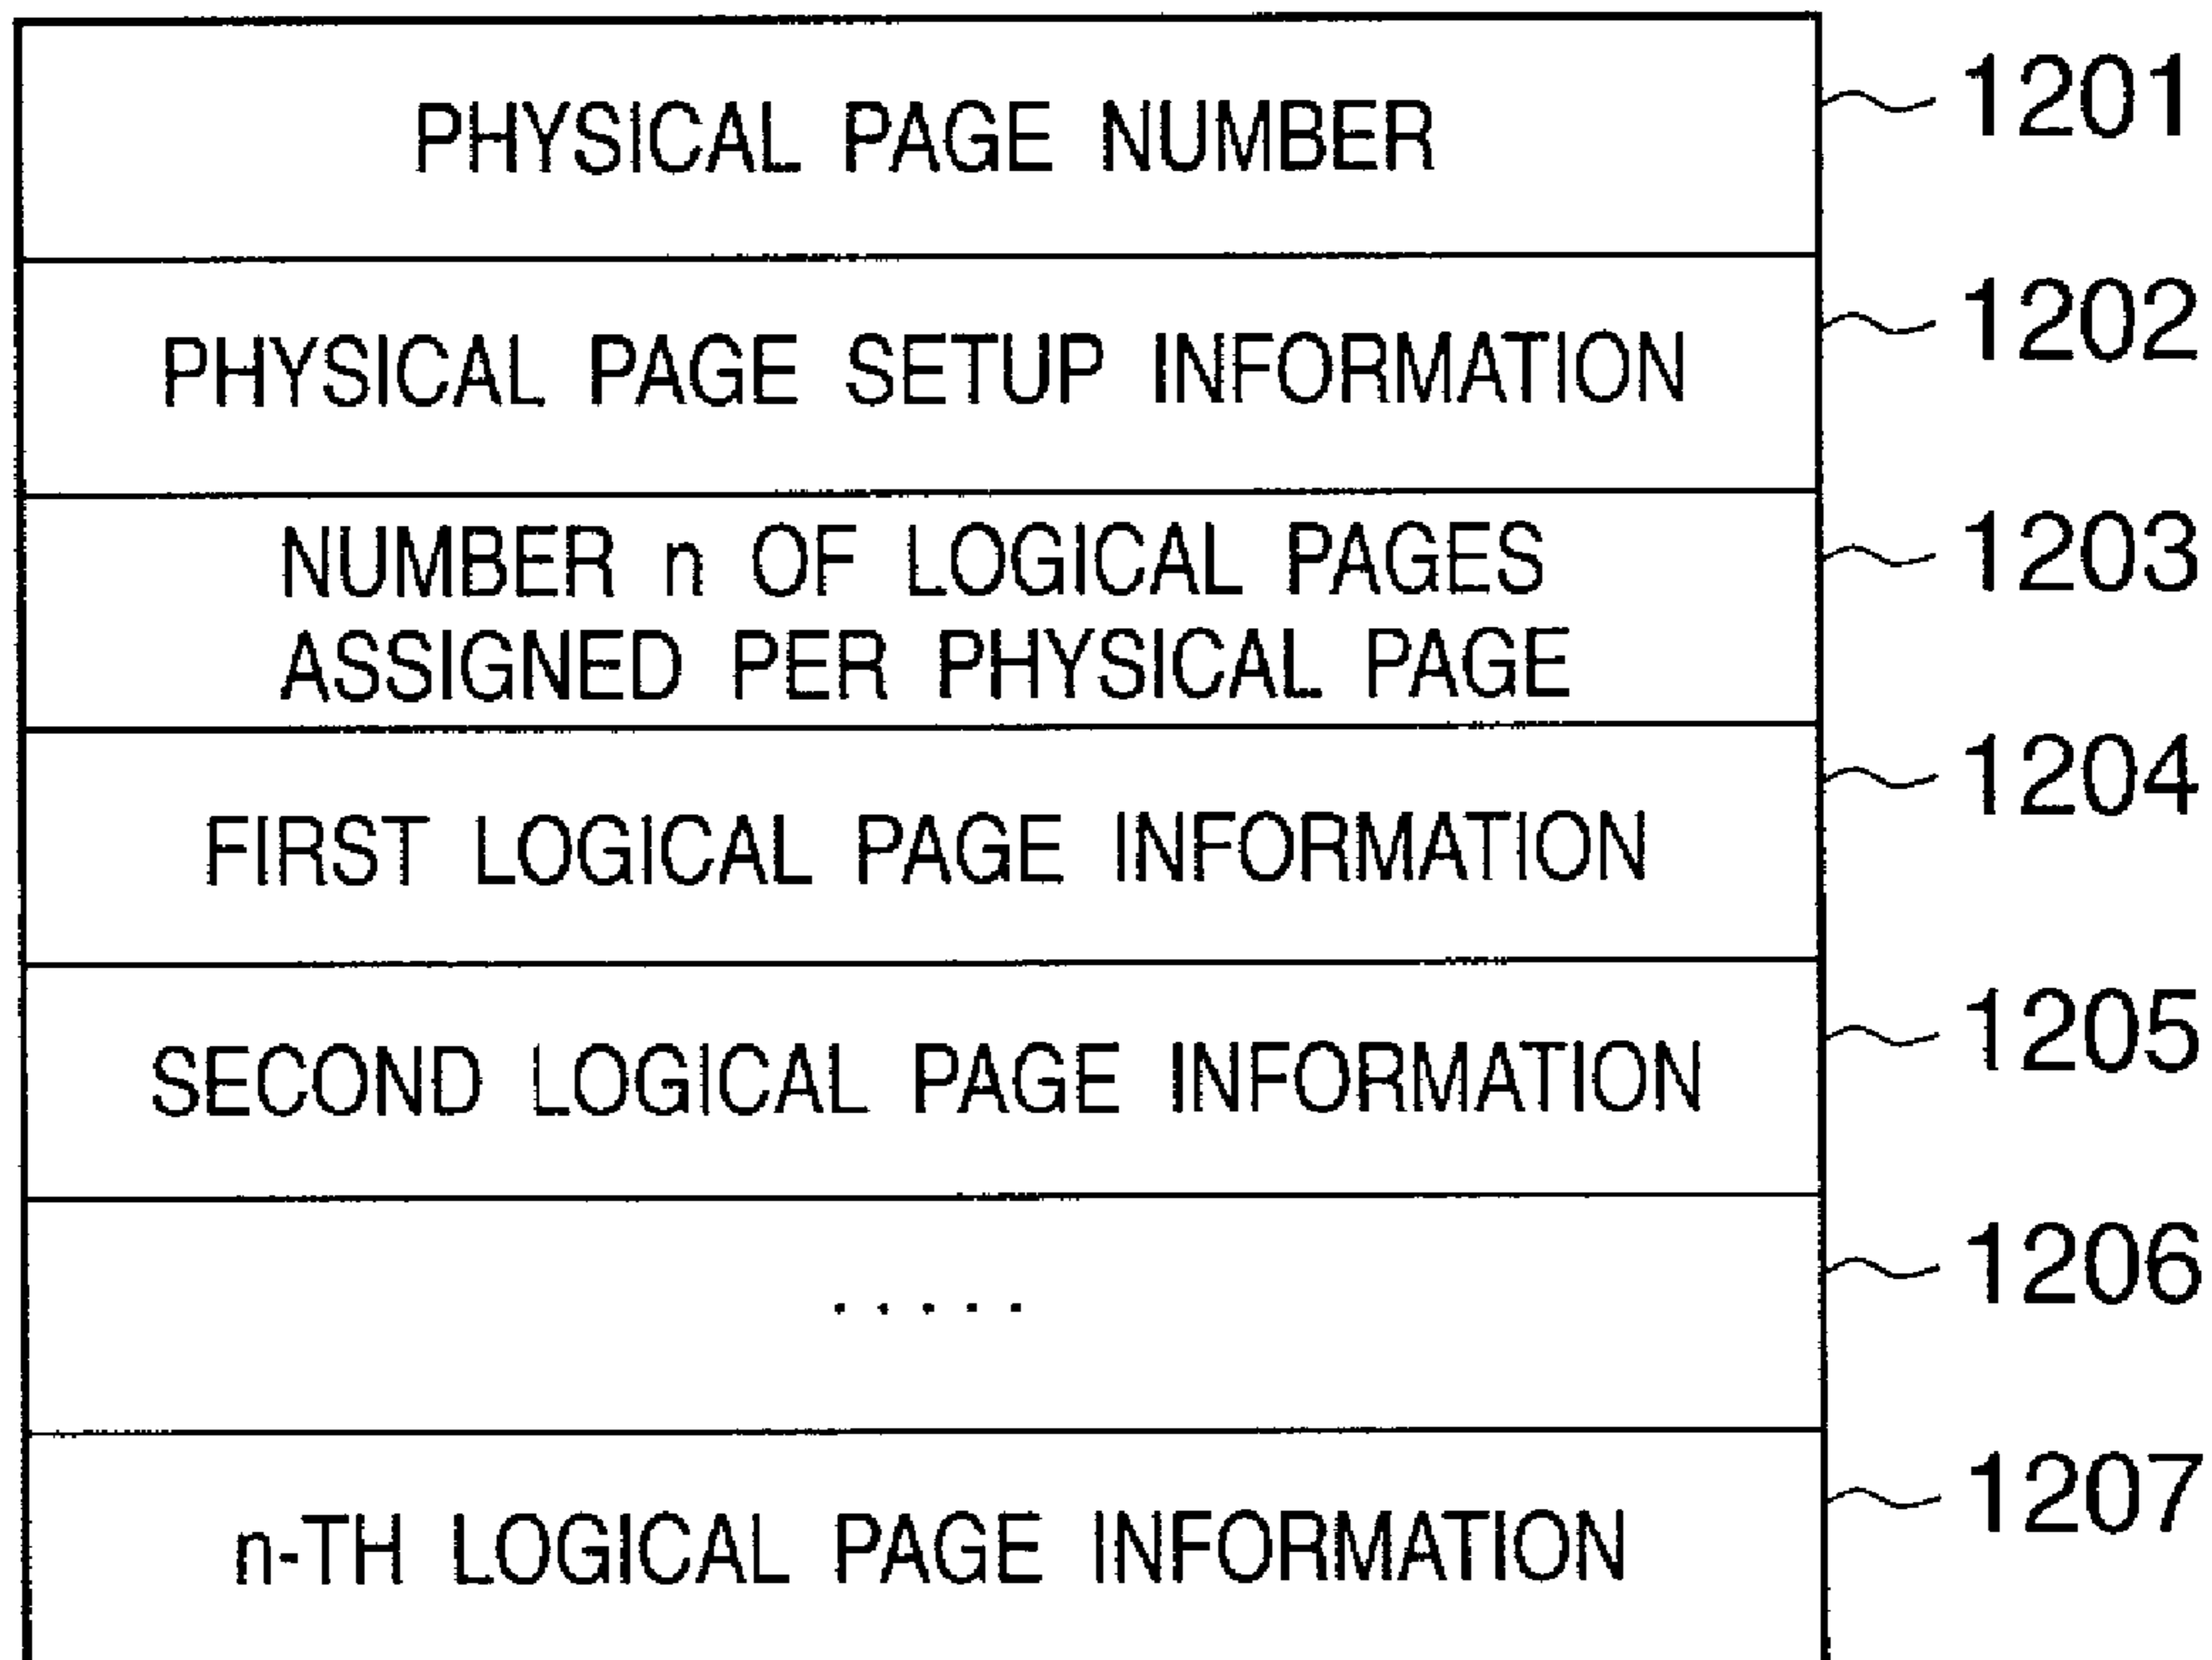 PHYSICAL PAGE NUMBER 1201
PHYSICAL PAGE SETUP INFORMATION 1202
NUMBER n OF LOGICAL PAGES 1203
ASSIGNED PER PHYSICAL PAGE
FIRST LOGICAL PAGE INFORMATION 1204
SECOND LOGICAL PAGE INFORMATION 1205
..... 1206
n-TH LOGICAL PAGE INFORMATION 1207